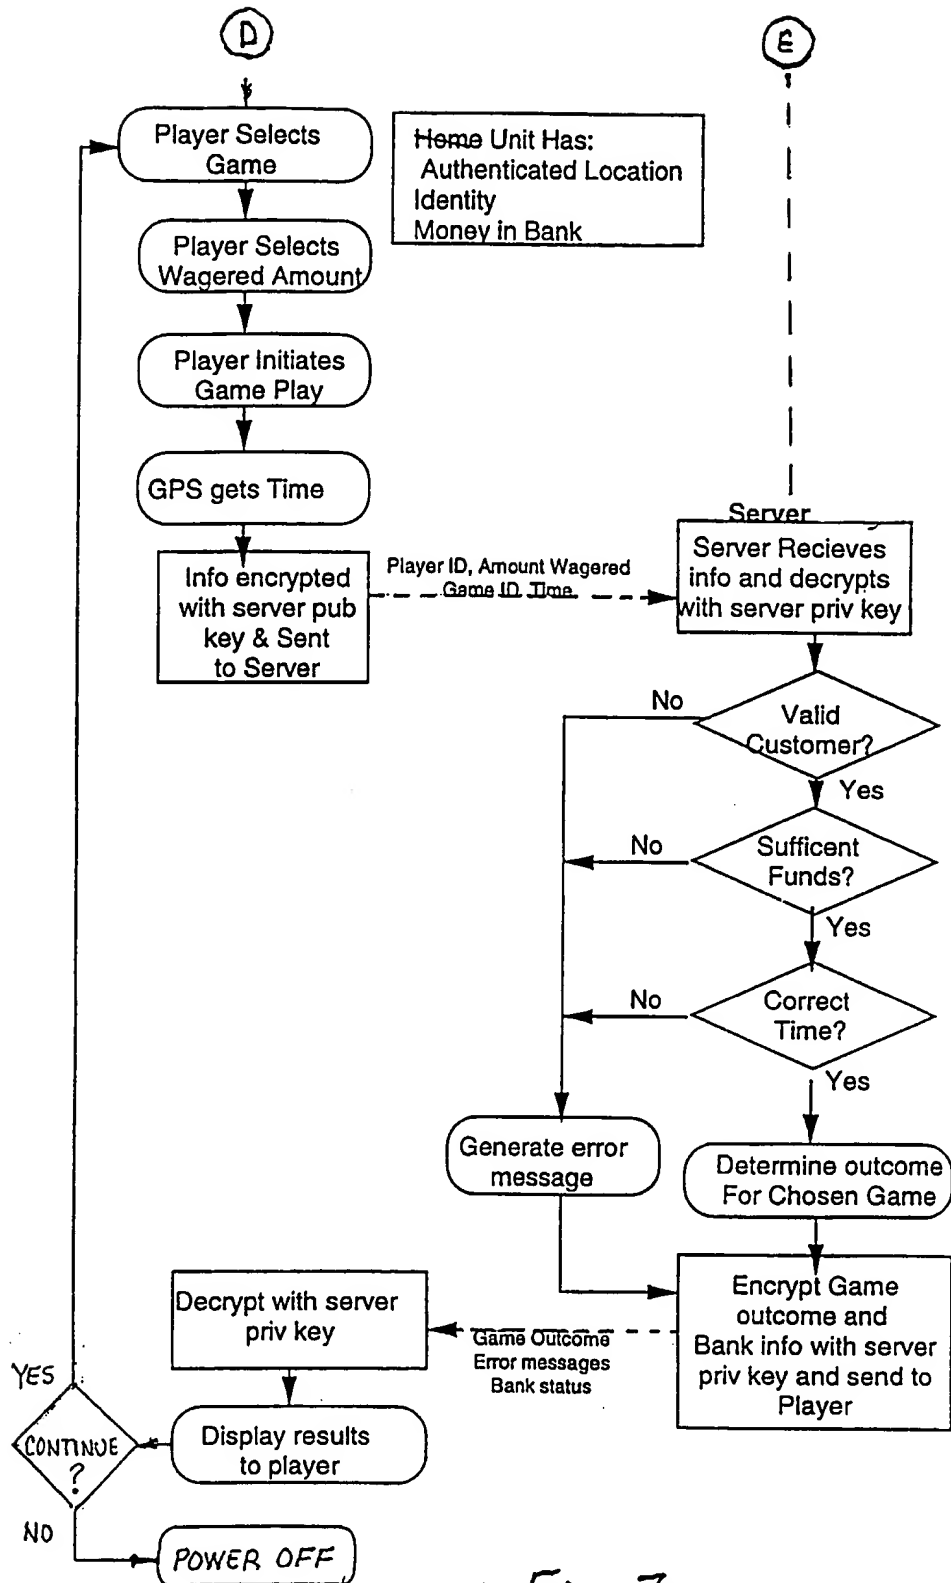 D
E
Player Selects
Game
Home Unit Has:
Authenticated Location
Identity
Money in Bank
Player Selects
Wagered Amount
Player Initiates
Game Play
GPS gets Time
Info encrypted
with server pub
key & Sent
to Server
Player ID, Amount Wagered
Game ID, Time
Server
Server Recieves
info and decrypts
with server priv key
Valid
Customer?
No
Yes
Sufficent
Funds?
No
Yes
Correct
Time?
No
Yes
Generate error
message
Determine outcome
For Chosen Game
Encrypt Game
outcome and
Bank info with server
priv key and send to
Player
Game Outcome
Error messages
Bank status
Decrypt with server
priv key
Display results
to player
YES
CONTINUE
?
NO
POWER OFF